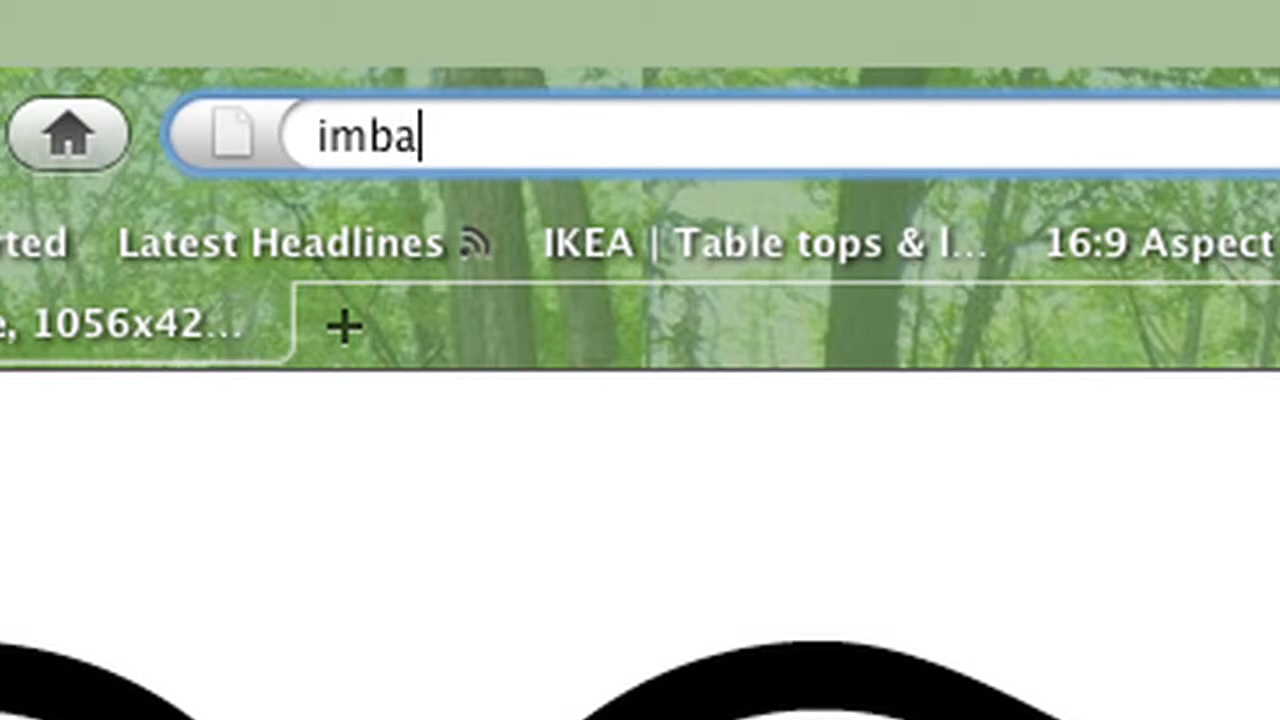 imba
rted Latest Headlines IKEA | Table tops & l... 16:9 Aspect
e, 1056x42...